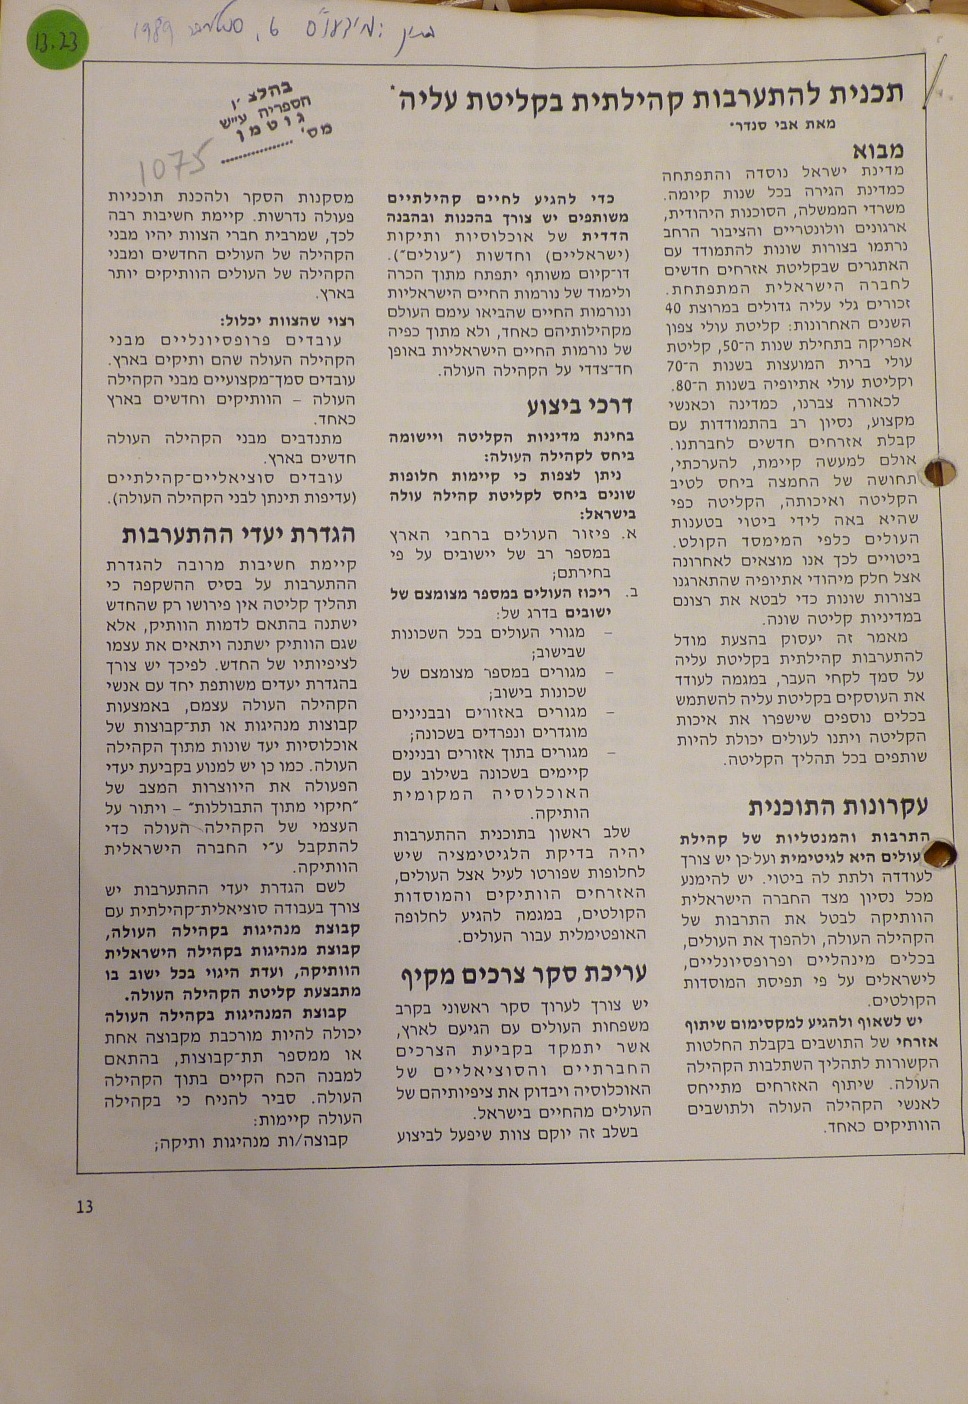 13.23
6, ספטמבר 1989
תכנית להתערבות קהילתית בקליטת עליה*
מאת אבי סנדר*
בהלצ״ן
הספריה ע״ש
גוטמן
מס'
1075
מבוא
מדינת ישראל נוסדה והתפתחה
כמדינת הגירה בכל שנות קיומה.
משרדי הממשלה, הסוכנות היהודית,
ארגונים וולונטריים והציבור הרחב
נרתמו בצורות שונות להתמודד עם
האתגרים שבקליטת אזרחים חדשים
לחברה הישראלית המתפתחת.
זכורים גלי עליה גדולים במרוצת 40
השנים האחרונות: קליטת עולי צפון
אפריקה בתחילת שנות ה־50, קליטת
עולי ברית המועצות בשנות ה־70
וקליטת עולי אתיופיה בשנות ה־80.
לכאורה צברנו, כמדינה וכאנשי
מקצוע, נסיון רב בהתמודדות עם
קבלת אזרחים חדשים לחברתנו.
אולם למעשה קיימת, להערכתי,
תחושה של החמצה ביחס לטיב
הקליטה ואיכותה, הקליטה כפי
שהיא באה לידי ביטוי בטענות
העולים כלפי המימסד הקולט.
ביטויים לכך אנו מוצאים לאחרונה
אצל חלק מיהודי אתיופיה שהתארגנו
בצורות שונות כדי לבטא את רצונם
במדיניות קליטה שונה.
מאמר זה יעסוק בהצעת מודל
להתערבות קהילתית בקליטת עליה
על סמך לקחי העבר, במגמה לעודד
את העוסקים בקליטת עליה להשתמש
בכלים נוספים שישפרו את איכות
הקליטה ויתנו לעולים יכולת להיות
שותפים בכל תהליך הקליטה.
עקרונות התוכנית
התרבות והמנטליות של קהילת
עולים היא לגיטימית ועל־כן יש צורך
לעודדה ולתת לה ביטוי. יש להימנע
מכל נסיון מצד החברה הישראלית
הוותיקה לבטל את התרבות של
הקהילה העולה, ולהפוך את העולים,
בכלים מינהליים ופרופסיונליים,
לישראלים על פי תפיסת המוסדות
הקולטים.
יש לשאוף ולהגיע למקסימום שיתוף
אזרחי של התושבים בקבלת החלטות
הקשורות לתהליך השתלבות הקהילה
העולה. שיתוף האזרחים מתייחס
לאנשי הקהילה העולה ולתושבים
הוותיקים כאחד.
כדי להגיע לחיים קהילתיים
משותפים יש צורך בהכנות ובהבנה
הדדית של אוכלוסיות ותיקות
(ישראליים) וחדשות (״עולים״).
דו־קיום משותף יתפתח מתוך הכרה
ולימוד של נורמות החיים הישראליות
ונורמות החיים שהביאו עימם העולם
מקהילותיהם כאחד, ולא מתוך כפיה
של נורמות החיים הישראליות באופן
חד־צדדי על הקהילה העולה.
דרכי ביצוע
בחינת מדיניות הקליטה ויישומה
ביחס לקהילה העולה:
ניתן לצפות כי קיימות חלופות
שונים ביחס לקליטת קהילה עולה
בישראל:
א. פיזור העולים ברחבי הארץ
במספר רב של יישובים על פי
בחירתם;
ב. ריכוז העולים במספר מצומצם של
ישובים בדרג של:
– מגורי העולים בכל השכונות
שבישוב;
– מגורים במספר מצומצם של
שכונות בישוב;
– מגורים באזורים ובבנינים
מוגדרים ונפרדים בשכונה;
– מגורים בתוך אזורים ובנינים
קיימים בשכונה בשילוב עם
האוכלוסיה המקומית
הותיקה.
שלב ראשון בתוכנית ההתערבות
יהיה בדיקת הלגיטימציה שיש
לחלופות שפורטו לעיל אצל העולים,
האזרחים הוותיקים והמוסדות
הקולטים, במגמה להגיע לחלופה
האופטימלית עבור העולים.
עריכת סקר צרכים מקיף
יש צורך לערוך סקר ראשוני בקרב
משפחות העולים עם הגיעם לארץ,
אשר יתמקד בקביעת הצרכים
החברתיים והסוציאליים של
האוכלוסיה ויבדוק את ציפיותיהם של
העולים מהחיים בישראל.
בשלב זה יוקם צוות שיפעל לביצוע
מסקנות הסקר ולהכנת תוכניות
פעולה נדרשות. קיימת חשיבות רבה
לכך, שמרבית חברי הצוות יהיו מבני
הקהילה של העולים החדשים ומבני
הקהילה של העולים הוותיקים יותר
בארץ.
רצוי שהצוות יכלול:
עובדים פרופסיונליים מבני
הקהילה העולה שהם ותיקים בארץ.
עובדים סמך־מקצועיים מבני הקהילה
העולה – הוותיקים וחדשים בארץ
כאחד.
מתנדבים מבני הקהילה העולה
חדשים בארץ.
עובדים סוציאליים־קהילתיים
(עדיפות תינתן לבני הקהילה העולה).
הגדרת יעדי ההתערבות
קיימת חשיבות מרובה להגדרת
ההתערבות על בסיס ההשקפה כי
תהליך קליטה אין פירושו רק שהחדש
ישתנה בהתאם לדמות הוותיק, אלא
שגם הוותיק ישתנה ויתאים את עצמו
לציפיותיו של החדש. לפיכך יש צורך
בהגדרת יעדים משותפת יחד עם אנשי
הקהילה העולה עצמם, באמצעות
קבוצות מנהיגות או תת־קבוצות של
אוכלוסיות יעד שונות מתוך הקהילה
העולה. כמו כן יש למנוע בקביעת יעדי
הפעולה את היווצרות המצב של
״חיקוי מתוך התבוללות״ – ויתור על
העצמי של הקהילה העולה כדי
להתקבל ע״י החברה הישראלית
הוותיקה.
לשם הגדרת יעדי ההתערבות יש
צורך בעבודה סוציאלית־קהילתית עם
קבוצת מנהיגות בקהילה העולה,
קבוצת מנהיגות בקהילה הישראלית
הוותיקה, ועדת היגוי בכל ישוב בו
מתבצעת קליטת הקהילה העולה.
קבוצת המנהיגות בקהילה העולה
יכולה להיות מורכבת מקבוצה אחת
או ממספר תת־קבוצות, בהתאם
למבנה הכח הקיים בתוך הקהילה
העולה. סביר להניח כי בקהילה
העולה קיימות:
קבוצה/ות מנהיגות ותיקה;
13